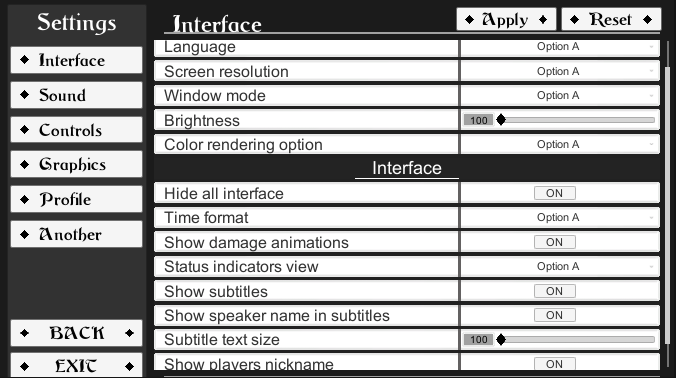 Settings
Interface
Sound
Controls
Graphics
Profile
Another
BACK
EXIT
Interface
Apply
Reset
Language Option A
Screen resolution Option A
Window mode Option A
Brightness 100
Color rendering option Option A
Interface
Hide all interface ON
Time format Option A
Show damage animations ON
Status indicators view Option A
Show subtitles ON
Show speaker name in subtitles ON
Subtitle text size 100
Show players nickname ON